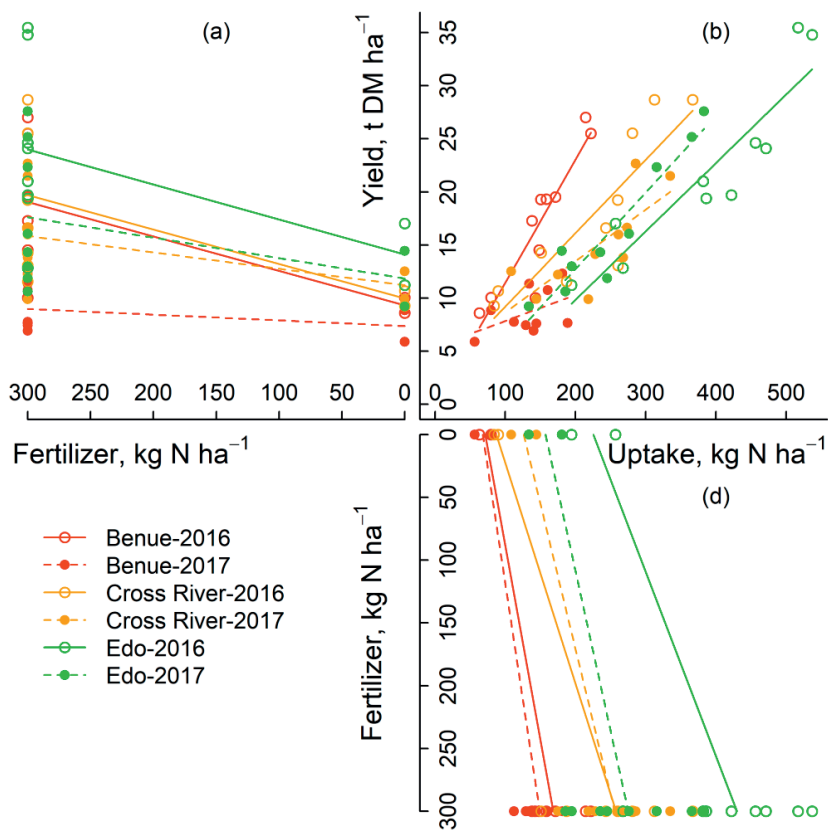 (a)
(b)
Yield, t DM ha⁻¹
35
30
25
20
15
10
5
0
300 250 200 150 100 50 0
100 200 300 400 500
Fertilizer, kg N ha⁻¹
Uptake, kg N ha⁻¹
(d)
Fertilizer, kg N ha⁻¹
0
50
100
150
200
250
300
Benue-2016
Benue-2017
Cross River-2016
Cross River-2017
Edo-2016
Edo-2017